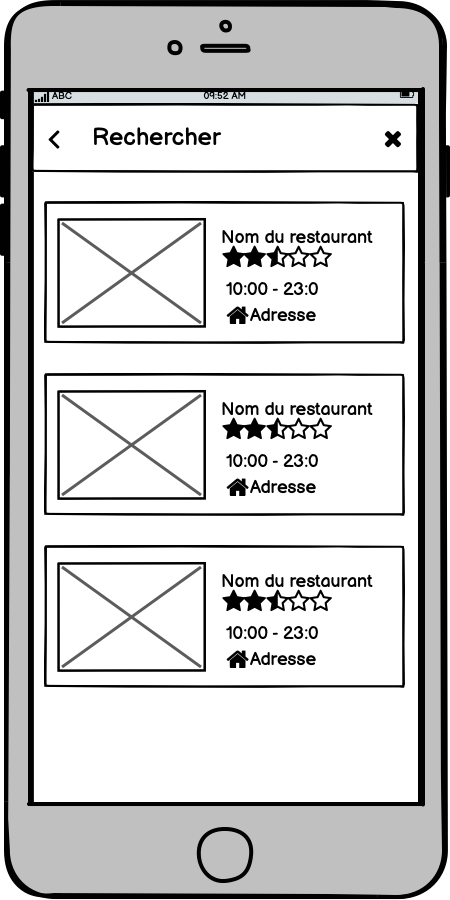 ABC 09:52 AM
Rechercher
Nom du restaurant
10:00 - 23:0
Adresse
Nom du restaurant
10:00 - 23:0
Adresse
Nom du restaurant
10:00 - 23:0
Adresse